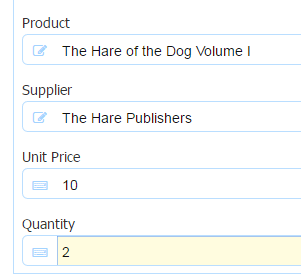 Product
The Hare of the Dog Volume I
Supplier
The Hare Publishers
Unit Price
10
Quantity
2